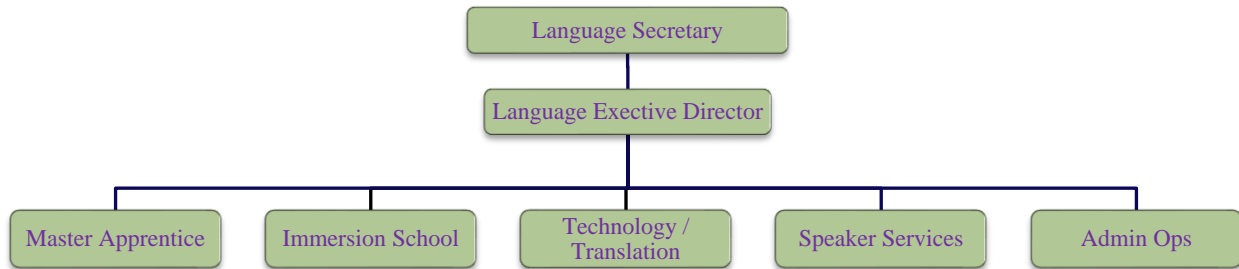 Language Secretary
Language Exective Director
Master Apprentice
Immersion School
Technology /
Translation
Speaker Services
Admin Ops